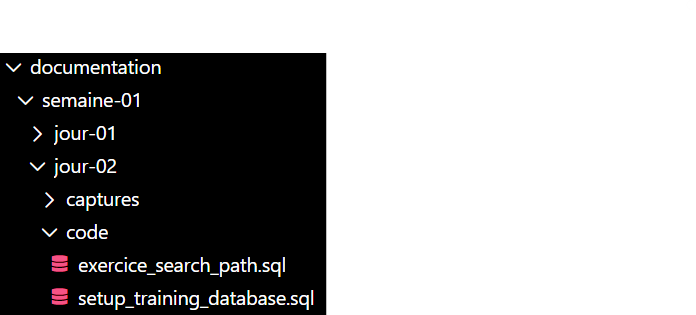 documentation
semaine-01
jour-01
jour-02
captures
code
exercice_search_path.sql
setup_training_database.sql